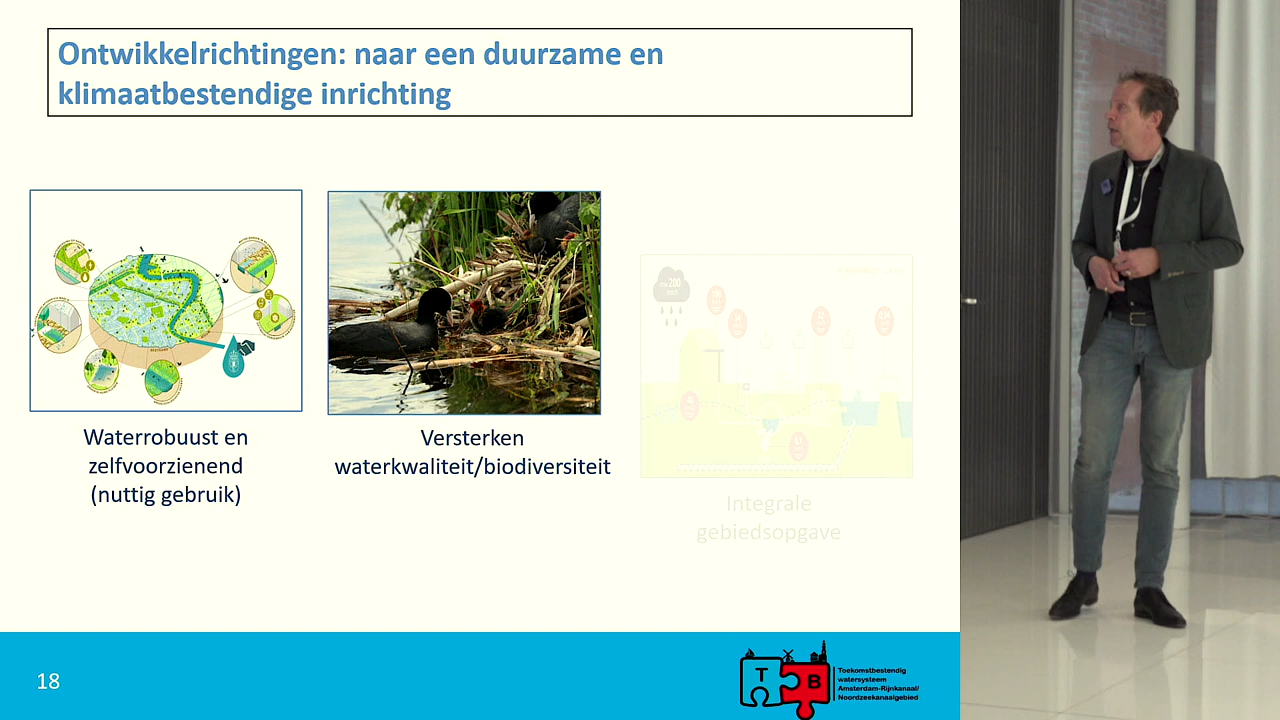 Ontwikkelrichtingen: naar een duurzame en
klimaatbestendige inrichting
Waterrobuust en
zelfvoorzienend
(nuttig gebruik)
Versterken
waterkwaliteit/biodiversiteit
200
Integrale
gebiedsopgave
18
T
B
Toekomstbestendig
watersysteem
Amsterdam-Rijnkanaal/
Noordzeekanaalgebied